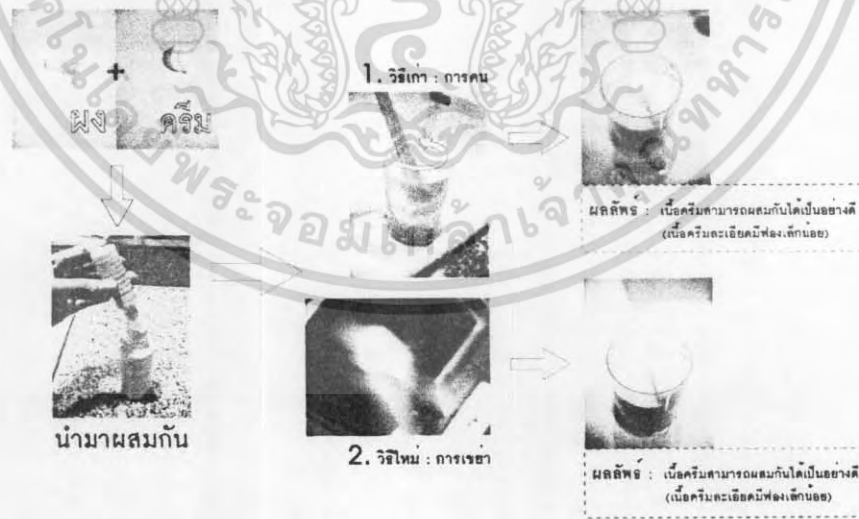 +
ผง ครีม
นำมาผสมกัน
1. วิธีเก่า : การคน
2. วิธีใหม่ : การเขย่า
ผลลัพธ์ : เนื้อครีมสามารถผสมกันได้เป็นอย่างดี
(เนื้อครีมละเอียดมีฟองเล็กน้อย)
ผลลัพธ์ : เนื้อครีมสามารถผสมกันได้เป็นอย่างดี
(เนื้อครีมละเอียดมีฟองเล็กน้อย)